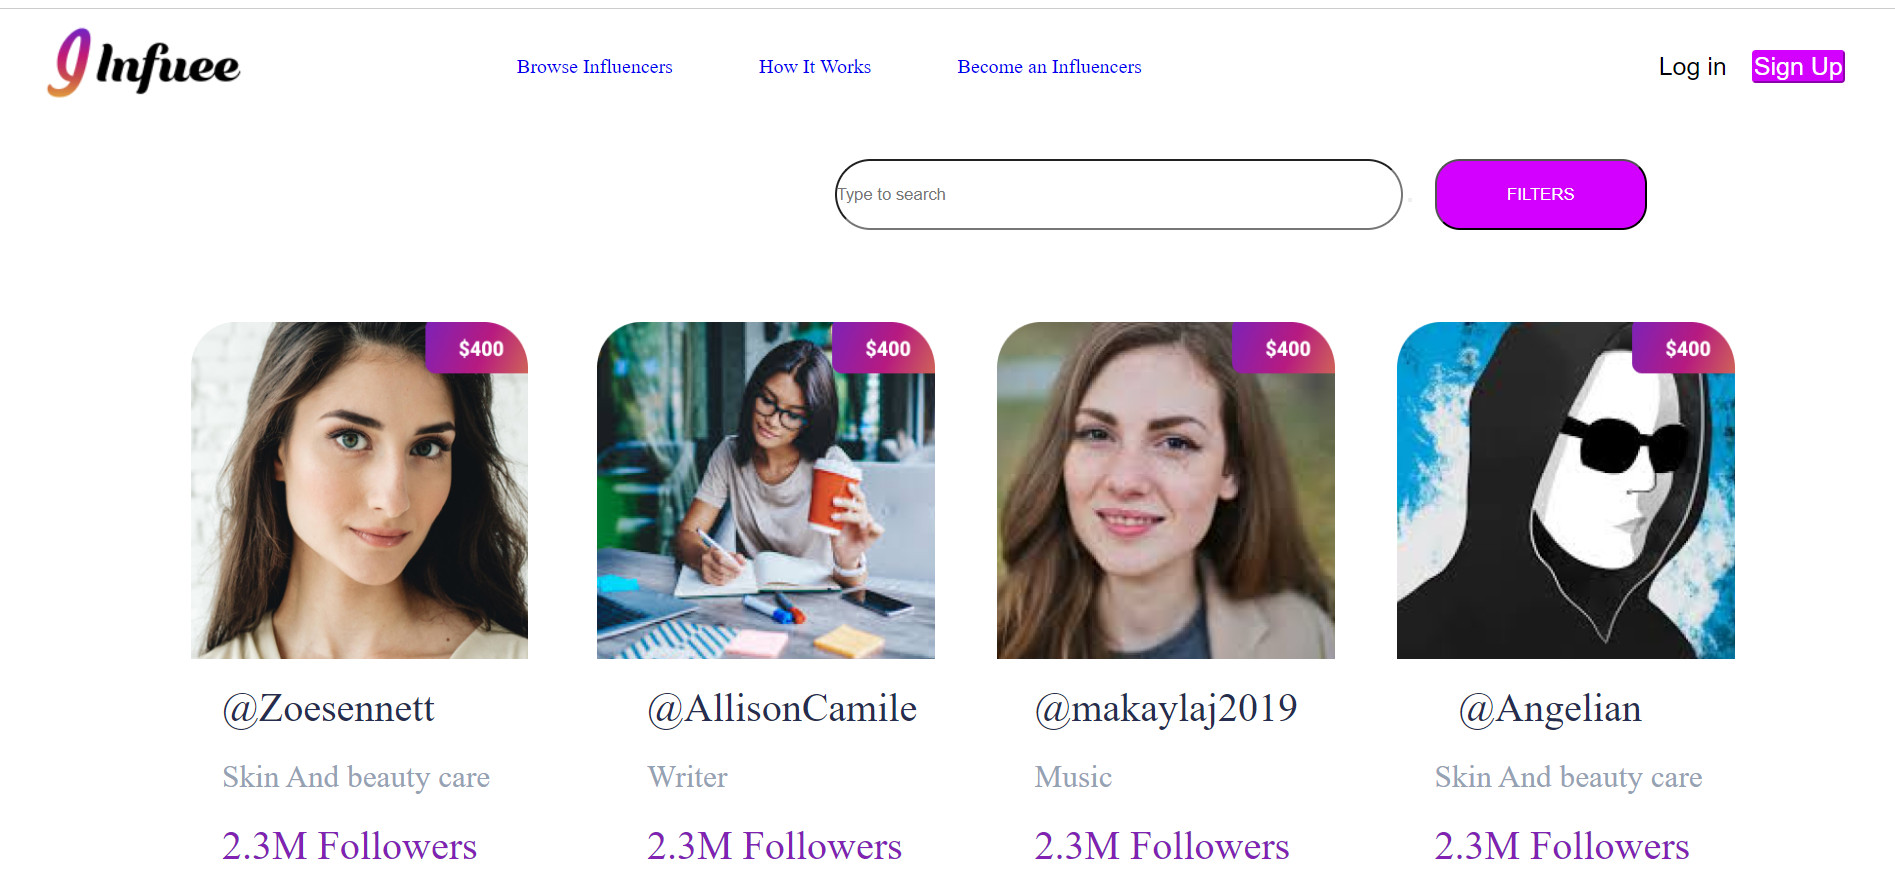 Infuee
Browse Influencers
How It Works
Become an Influencers
Log in
Sign Up
Type to search
FILTERS
$400
$400
$400
$400
@Zoesennett
@AllisonCamile
@makaylaj2019
@Angelian
Skin And beauty care
Writer
Music
Skin And beauty care
2.3M Followers
2.3M Followers
2.3M Followers
2.3M Followers